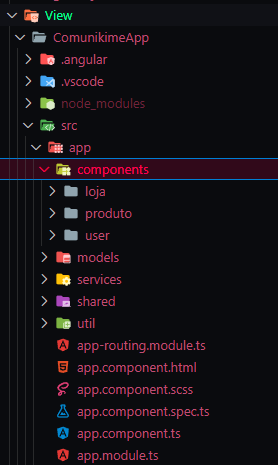 View
ComunikimeApp
.angular
.vscode
node_modules
src
app
components
loja
produto
user
models
services
shared
util
app-routing.module.ts
app.component.html
app.component.scss
app.component.spec.ts
app.component.ts
app.module.ts